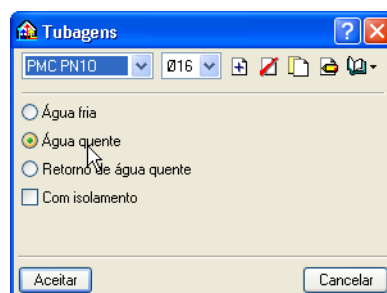 Tubagens
PMC PN10 Ø16
Água fria
Água quente
Retorno de água quente
Com isolamento
Aceitar Cancelar